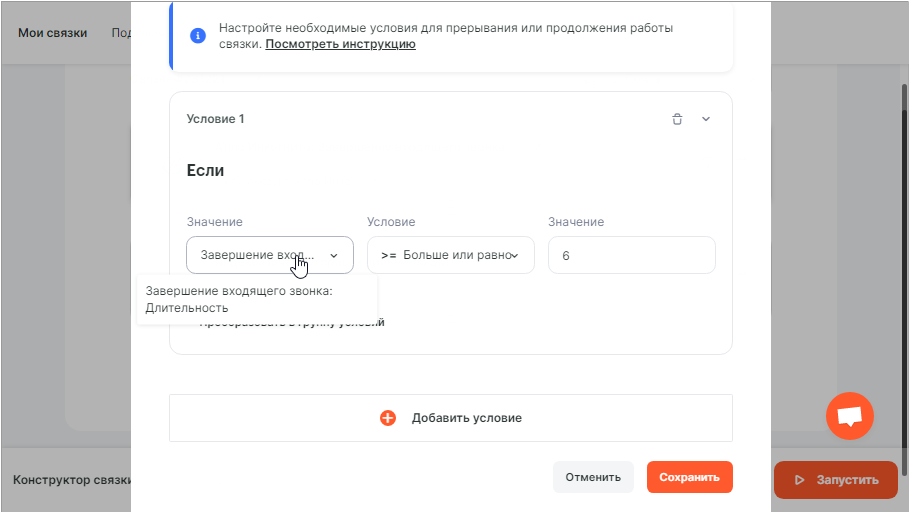 Мои связки
Под
Настройте необходимые условия для прерывания или продолжения работы
связки. Посмотреть инструкцию
Условие 1
Если
Значение
Условие
Значение
Завершение вход...
>= Больше или равно
6
Завершение входящего звонка:
Длительность
Преобразовать в группу условий
Добавить условие
Конструктор связки
Отменить
Сохранить
Запустить